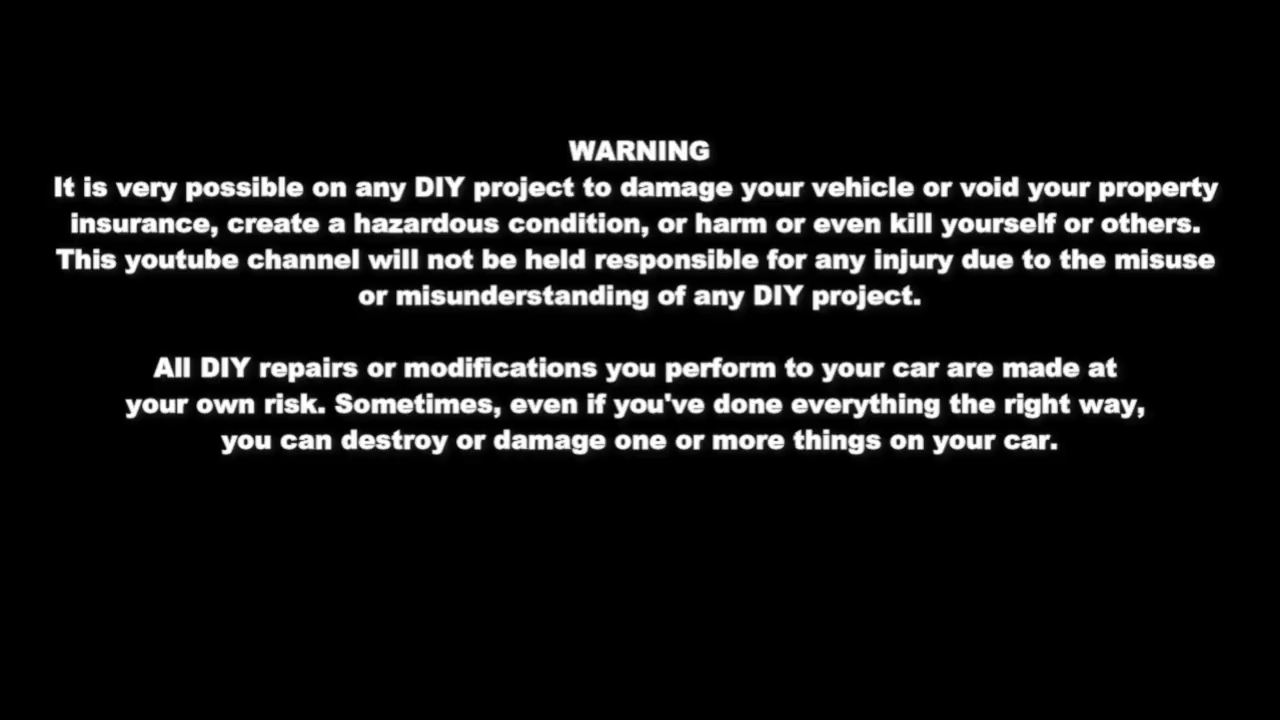 WARNING
It is very possible on any DIY project to damage your vehicle or void your property
insurance, create a hazardous condition, or harm or even kill yourself or others.
This youtube channel will not be held responsible for any injury due to the misuse
or misunderstanding of any DIY project.
All DIY repairs or modifications you perform to your car are made at
your own risk. Sometimes, even if you've done everything the right way,
you can destroy or damage one or more things on your car.